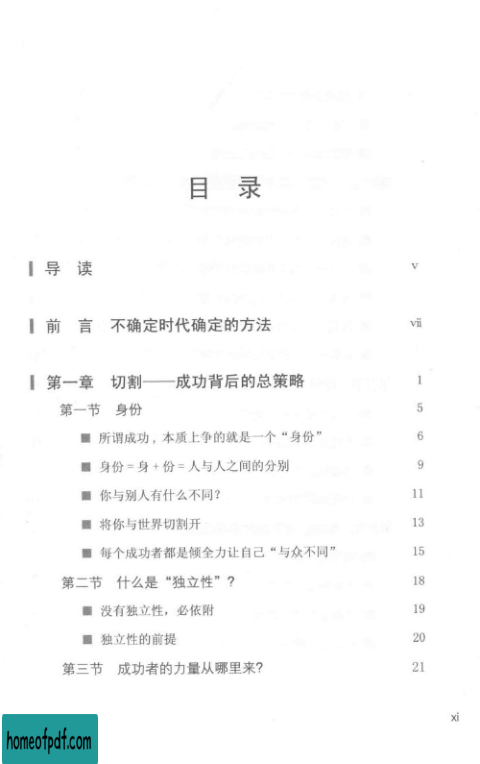 目 录
导 读 v
前 言 不确定时代确定的方法 vii
第一章 切割——成功背后的总策略 1
第一节 身份 5
■ 所谓成功，本质上争的就是一个“身份” 6
■ 身份=身+份=人与人之间的分别 9
■ 你与别人有什么不同？ 11
■ 将你与世界切割开 13
■ 每个成功者都是倾全力让自己“与众不同” 15
第二节 什么是“独立性”？ 18
■ 没有独立性，必依附 19
■ 独立性的前提 20
第三节 成功者的力量从哪里来？ 21
xi
homeofpdf.com